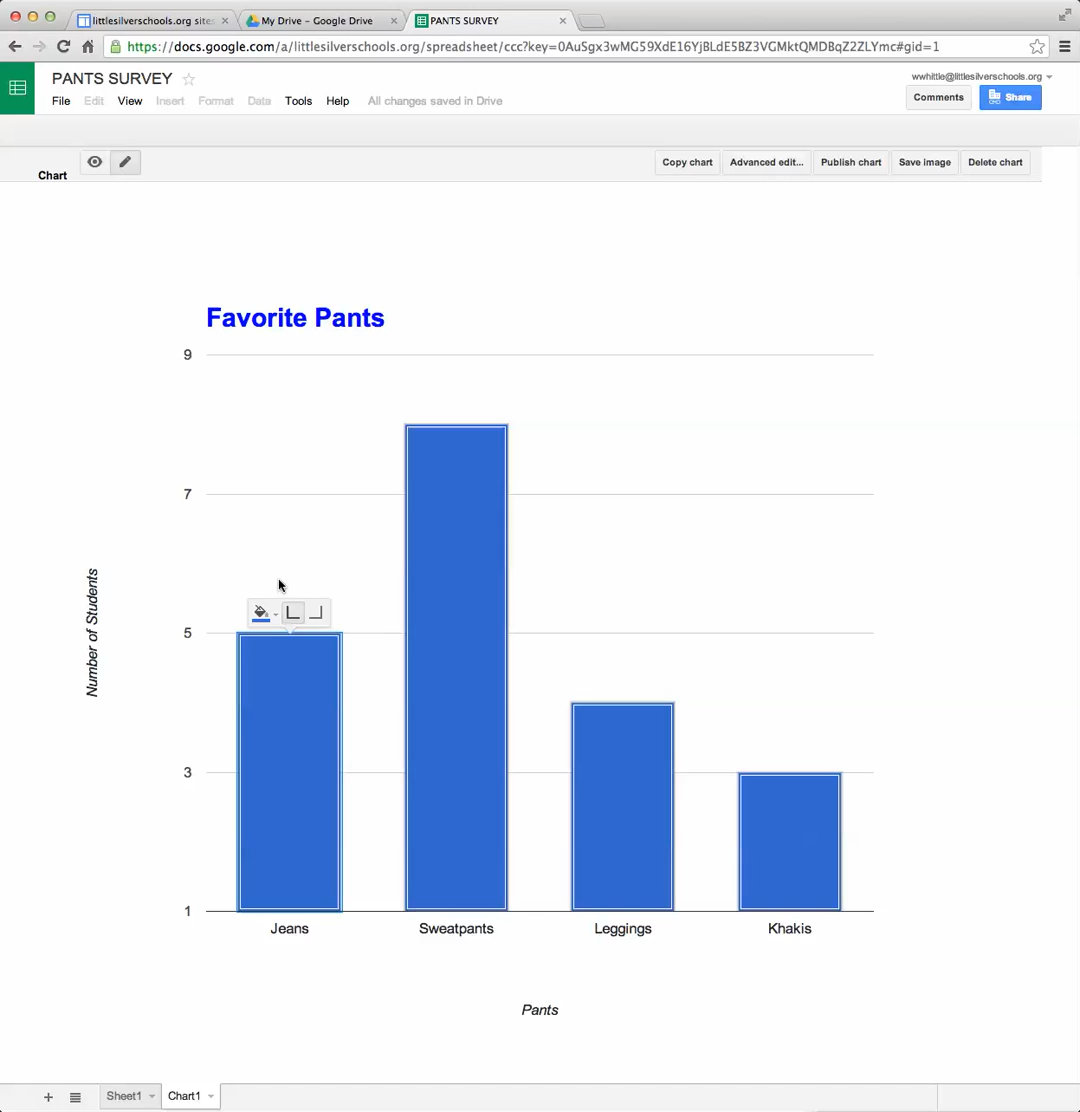 littlesilverschools.org sites
My Drive – Google Drive
PANTS SURVEY
https://docs.google.com/a/littlesilverschools.org/spreadsheet/ccc?key=0AuSgx3wMG59XdE16YjBLdE5BZ3VGMktQMDBqZ2ZLYmc#gid=1
PANTS SURVEY
wwhittle@littlesilverschools.org
File Edit View Insert Format Data Tools Help All changes saved in Drive
Comments Share
Chart
Copy chart Advanced edit... Publish chart Save image Delete chart
Favorite Pants
9
7
5
3
1
Number of Students
Jeans Sweatpants Leggings Khakis
Pants
Sheet1 Chart1